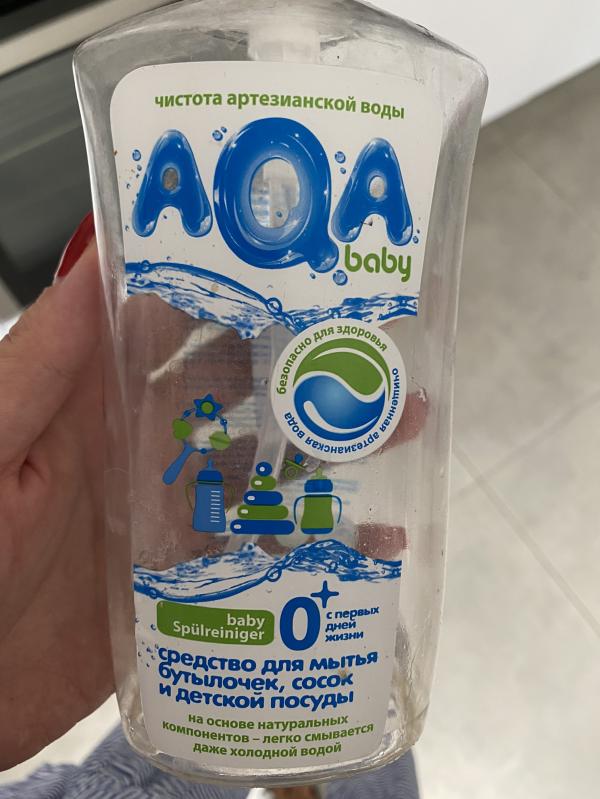 чистота артезианской воды
AQA
baby
безопасно для здоровья
очищенная артезианская вода
baby
Spülreiniger
0+
с первых
дней
жизни
средство для мытья
бутылочек, сосок
и детской посуды
на основе натуральных
компонентов – легко смывается
даже холодной водой